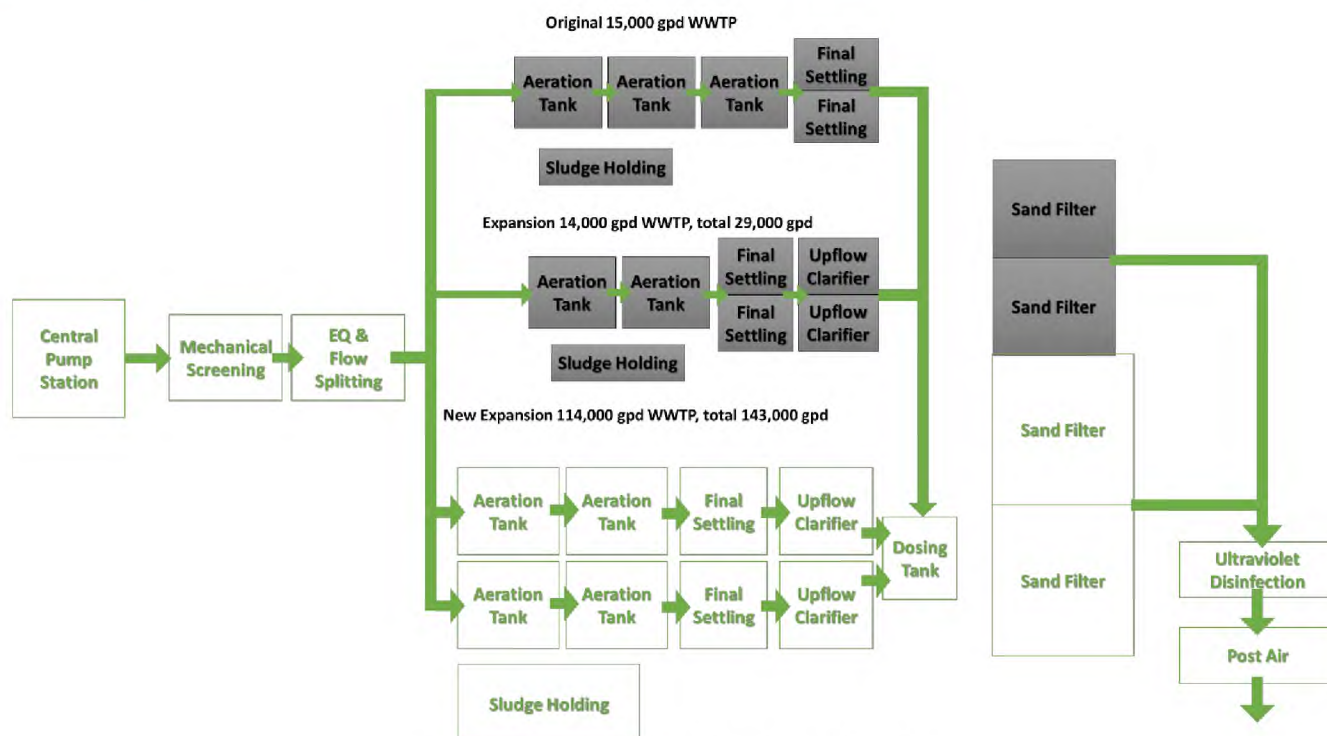 Original 15,000 gpd WWTP
Aeration
Tank
Aeration
Tank
Aeration
Tank
Final
Settling
Final
Settling
Sludge Holding
Expansion 14,000 gpd WWTP, total 29,000 gpd
Aeration
Tank
Aeration
Tank
Final
Settling
Final
Settling
Upflow
Clarifier
Upflow
Clarifier
Sludge Holding
Central
Pump
Station
Mechanical
Screening
EQ &
Flow
Splitting
New Expansion 114,000 gpd WWTP, total 143,000 gpd
Aeration
Tank
Aeration
Tank
Final
Settling
Upflow
Clarifier
Aeration
Tank
Aeration
Tank
Final
Settling
Upflow
Clarifier
Dosing
Tank
Sludge Holding
Sand Filter
Sand Filter
Sand Filter
Sand Filter
Ultraviolet
Disinfection
Post Air